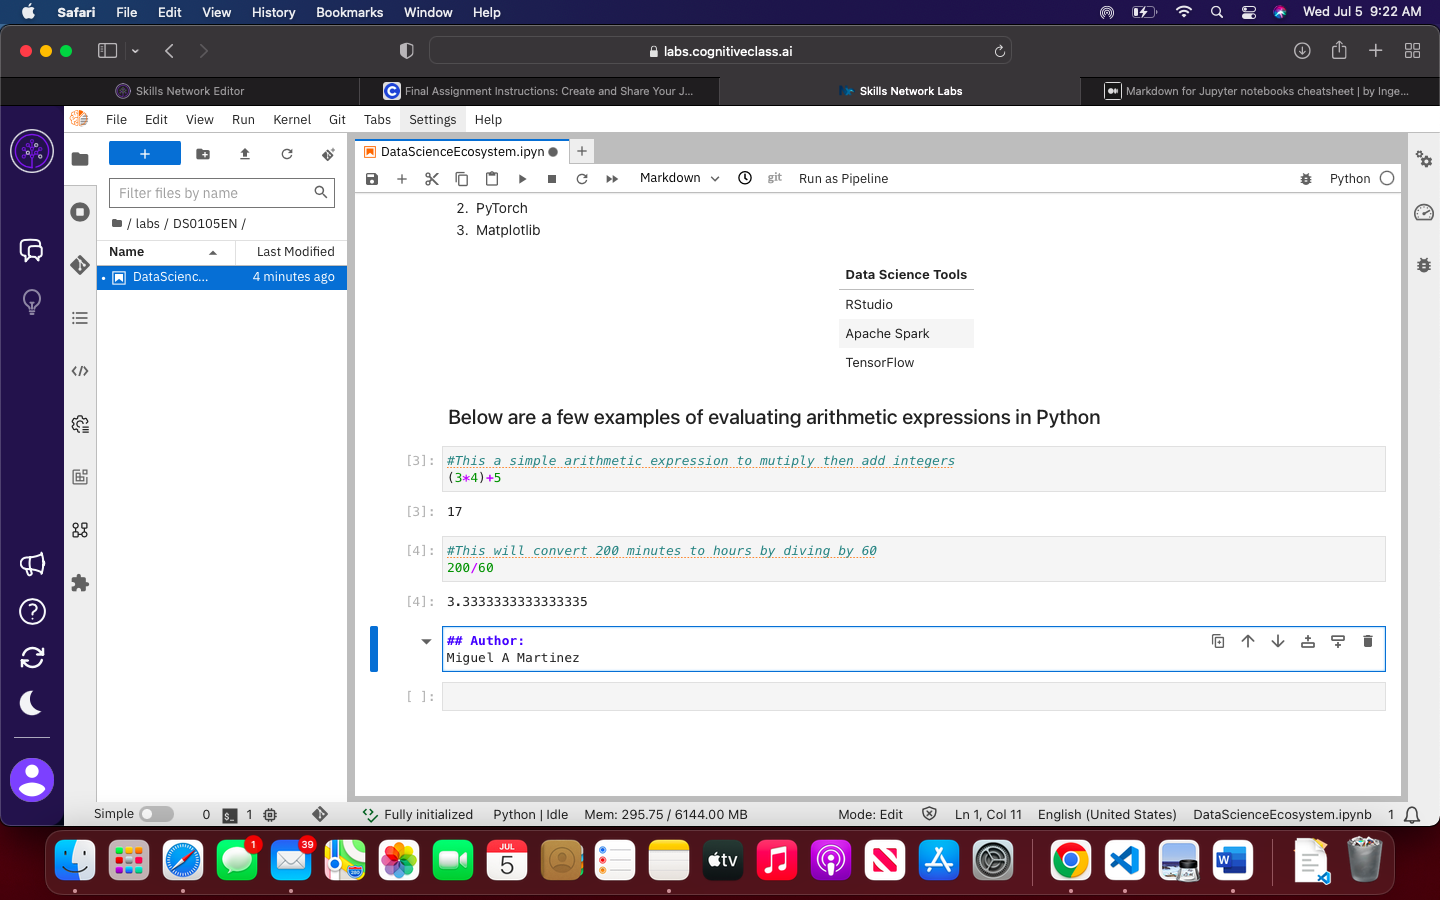 Safari File Edit View History Bookmarks Window Help Wed Jul 5 9:22 AM
labs.cognitiveclass.ai
Skills Network Editor
Final Assignment Instructions: Create and Share Your J...
Skills Network Labs
Markdown for Jupyter notebooks cheatsheet | by Inge...
File Edit View Run Kernel Git Tabs Settings Help
DataScienceEcosystem.ipyn
Filter files by name
Markdown
git
Run as Pipeline
Python
/ labs / DS0105EN /
Name Last Modified
DataScienc... 4 minutes ago
2. PyTorch
3. Matplotlib
Data Science Tools
RStudio
Apache Spark
TensorFlow
Below are a few examples of evaluating arithmetic expressions in Python
[3]: #This a simple arithmetic expression to mutiply then add integers
(3*4)+5
[3]: 17
[4]: #This will convert 200 minutes to hours by diving by 60
200/60
[4]: 3.3333333333333335
## Author:
Miguel A Martinez
[ ]:
Simple 0 $_ 1 Fully initialized Python | Idle Mem: 295.75 / 6144.00 MB Mode: Edit Ln 1, Col 11 English (United States) DataScienceEcosystem.ipynb 1
1
39
280
JUL
5
tv
W